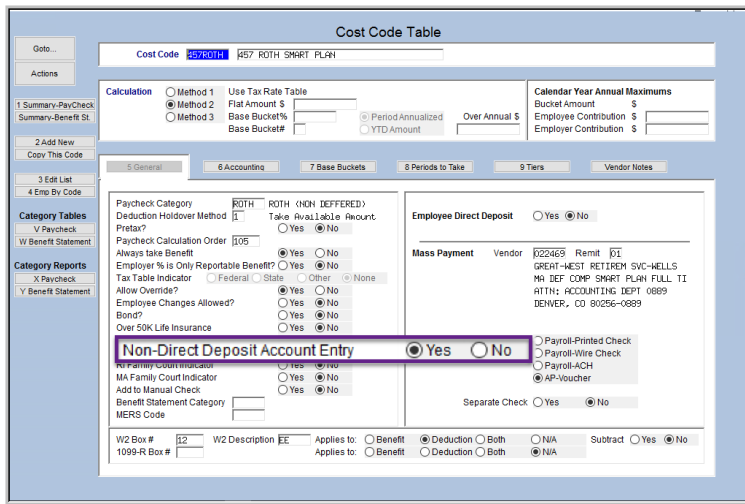 Cost Code Table
Goto...
Actions
1 Summary-PayCheck
Summary-Benefit St.
2 Add New
Copy This Code
3 Edit List
4 Emp By Code
Category Tables
V Paycheck
W Benefit Statement
Category Reports
X Paycheck
Y Benefit Statement
Cost Code 457ROTH 457 ROTH SMART PLAN
Calculation Method 1 Use Tax Rate Table
Method 2 Flat Amount $
Method 3 Base Bucket% Period Annualized Over Annual $
Base Bucket# YTD Amount
Calendar Year Annual Maximums
Bucket Amount $
Employee Contribution $
Employer Contribution $
5 General 6 Accounting 7 Base Buckets 8 Periods to Take 9 Tiers Vendor Notes
Paycheck Category ROTH ROTH (NON DEFFERED)
Deduction Holdover Method 1 Take Available Amount
Pretax? Yes No
Paycheck Calculation Order 105
Always take Benefit Yes No
Employer % is Only Reportable Benefit? Yes No
Tax Table Indicator Federal State Other None
Allow Override? Yes No
Employee Changes Allowed? Yes No
Bond? Yes No
Over 50K Life Insurance Yes No
Non-Direct Deposit Account Entry Yes No
RI Family Court Indicator Yes No
MA Family Court Indicator Yes No
Add to Manual Check Yes No
Benefit Statement Category
MERS Code
Employee Direct Deposit Yes No
Mass Payment Vendor 022469 Remit 01
GREAT-WEST RETIREM SVC-WELLS
MA DEF COMP SMART PLAN FULL TI
ATTN; ACCOUNTING DEPT 0889
DENVER, CO 80256-0889
Payroll-Printed Check
Payroll-Wire Check
Payroll-ACH
AP-Voucher
Separate Check Yes No
W2 Box # 12 W2 Description EE Applies to: Benefit Deduction Both N/A Subtract Yes No
1099-R Box # Applies to: Benefit Deduction Both N/A